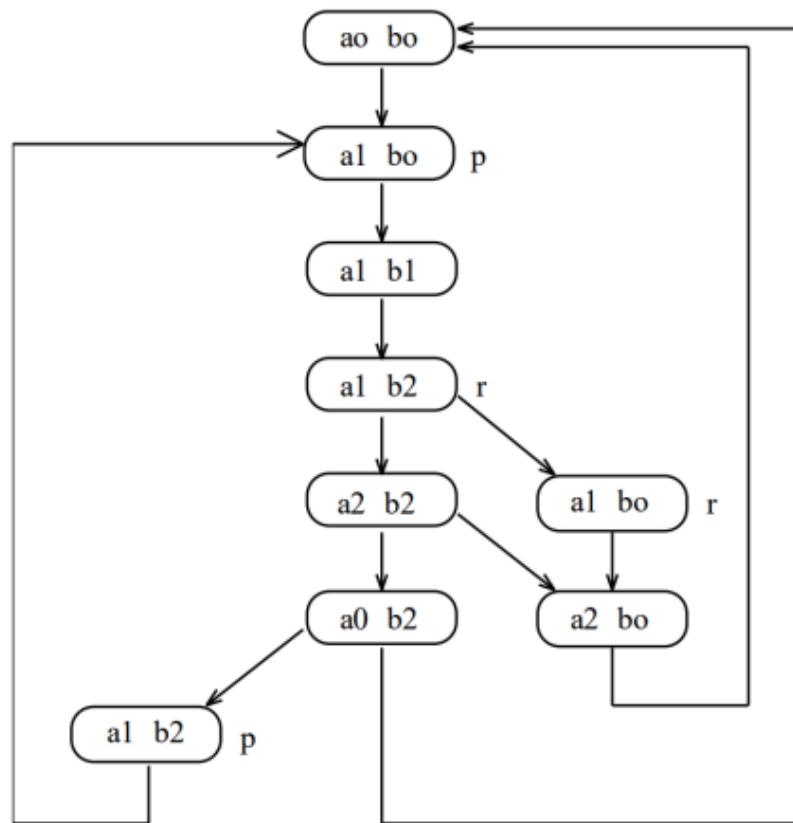 ao bo
a1 bo p
a1 b1
a1 b2 r
a2 b2
a1 bo r
a0 b2
a2 bo
a1 b2 p